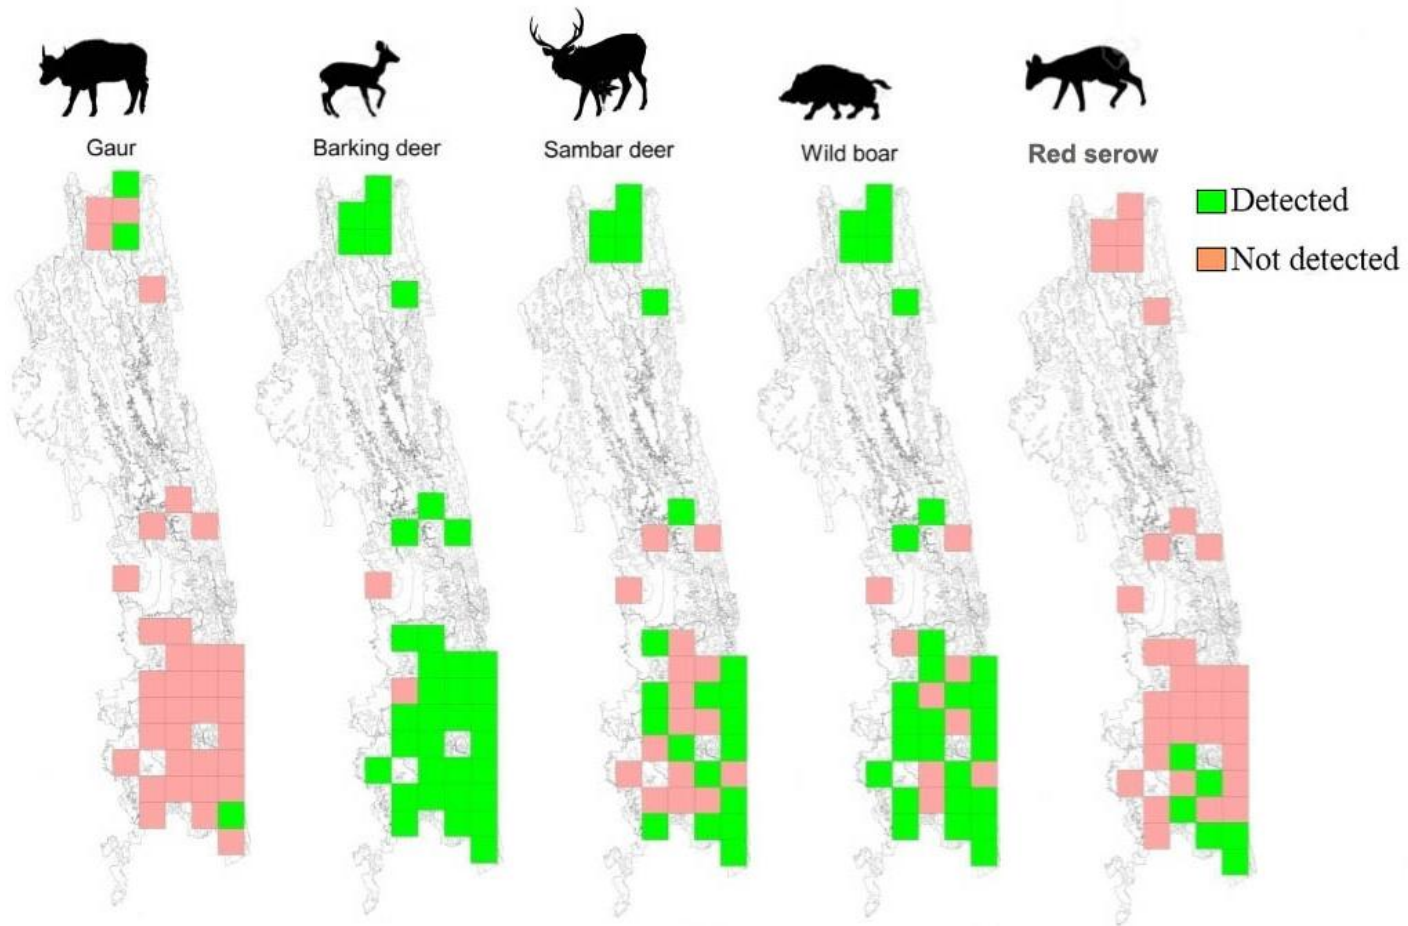 Gaur
Barking deer
Sambar deer
Wild boar
Red serow
Detected
Not detected